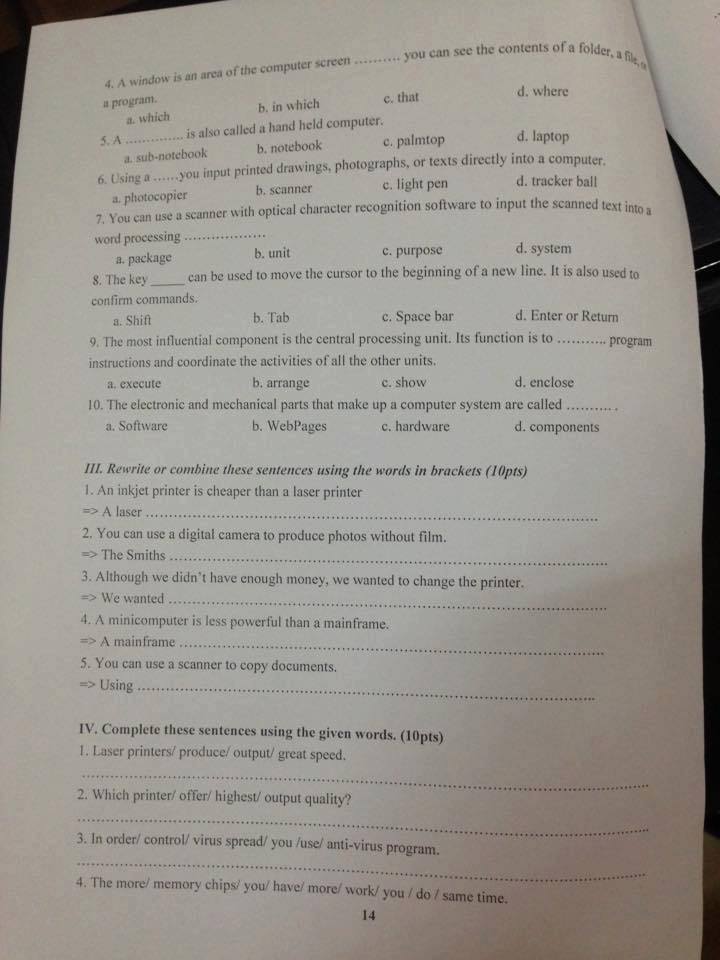 4. A window is an area of the computer screen .......... you can see the contents of a folder, a file, o
a program.
a. which b. in which c. that d. where
5. A .............. is also called a hand held computer.
a. sub-notebook b. notebook c. palmtop d. laptop
6. Using a ......you input printed drawings, photographs, or texts directly into a computer.
a. photocopier b. scanner c. light pen d. tracker ball
7. You can use a scanner with optical character recognition software to input the scanned text into a
word processing ..................
a. package b. unit c. purpose d. system
8. The key _____ can be used to move the cursor to the beginning of a new line. It is also used to
confirm commands.
a. Shift b. Tab c. Space bar d. Enter or Return
9. The most influential component is the central processing unit. Its function is to ........... program
instructions and coordinate the activities of all the other units.
a. execute b. arrange c. show d. enclose
10. The electronic and mechanical parts that make up a computer system are called .......... .
a. Software b. WebPages c. hardware d. components
III. Rewrite or combine these sentences using the words in brackets (10pts)
1. An inkjet printer is cheaper than a laser printer
=> A laser ....................................................................................................
2. You can use a digital camera to produce photos without film.
=> The Smiths ....................................................................................................
3. Although we didn't have enough money, we wanted to change the printer.
=> We wanted ....................................................................................................
4. A minicomputer is less powerful than a mainframe.
=> A mainframe ....................................................................................................
5. You can use a scanner to copy documents.
=> Using ....................................................................................................
IV. Complete these sentences using the given words. (10pts)
1. Laser printers/ produce/ output/ great speed.
....................................................................................................
2. Which printer/ offer/ highest/ output quality?
....................................................................................................
3. In order/ control/ virus spread/ you /use/ anti-virus program.
....................................................................................................
4. The more/ memory chips/ you/ have/ more/ work/ you / do / same time.
14